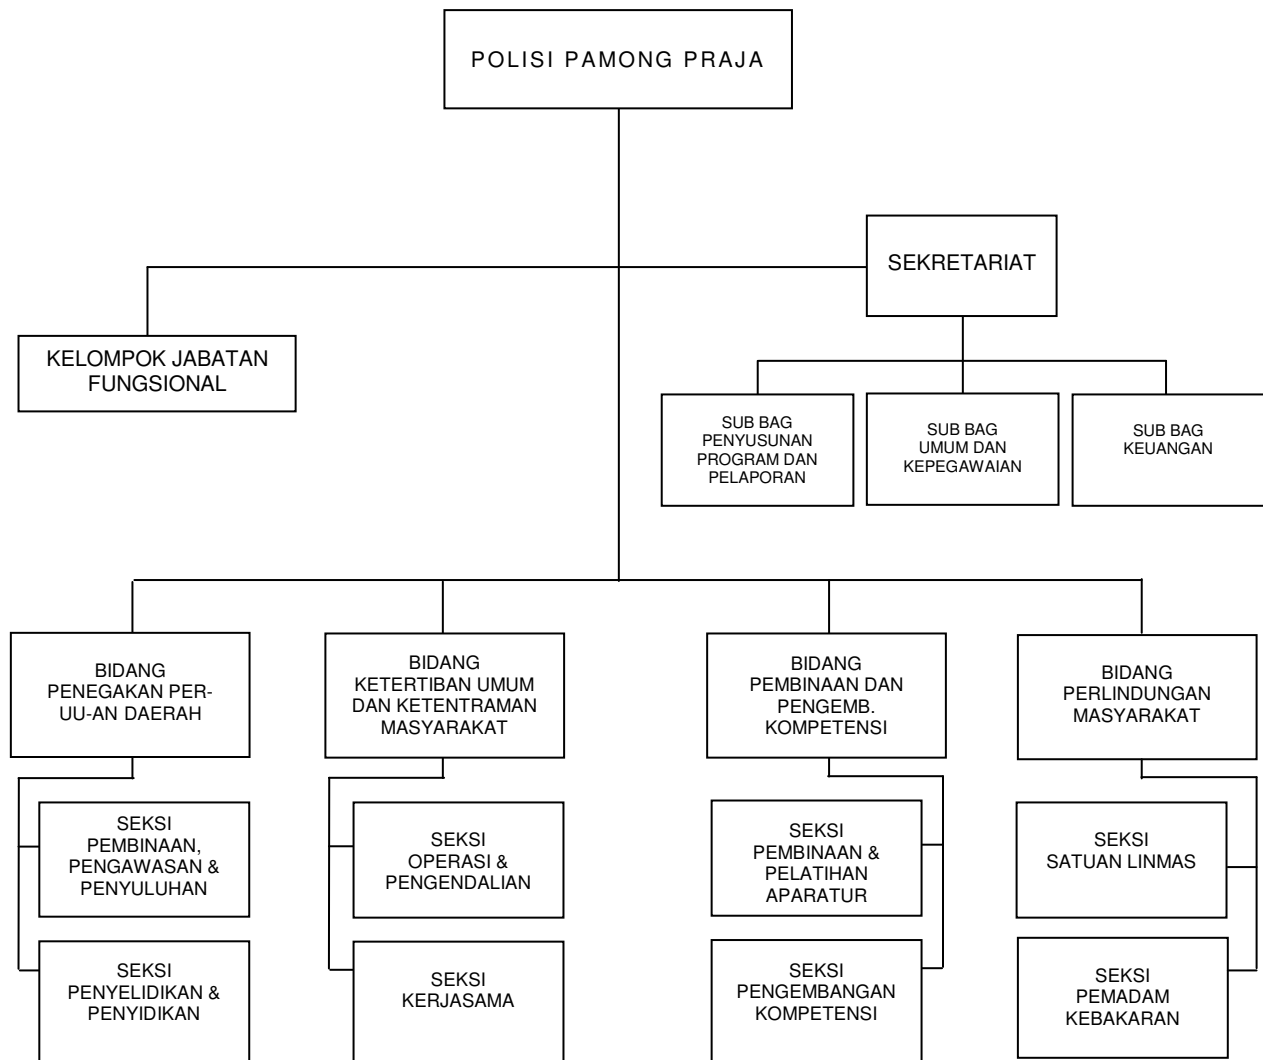 POLISI PAMONG PRAJA
SEKRETARIAT
KELOMPOK JABATAN
FUNGSIONAL
SUB BAG
PENYUSUNAN
PROGRAM DAN
PELAPORAN
SUB BAG
UMUM DAN
KEPEGAWAIAN
SUB BAG
KEUANGAN
BIDANG
PENEGAKAN PER-
UU-AN DAERAH
BIDANG
KETERTIBAN UMUM
DAN KETENTRAMAN
MASYARAKAT
BIDANG
PEMBINAAN DAN
PENGEMB.
KOMPETENSI
BIDANG
PERLINDUNGAN
MASYARAKAT
SEKSI
PEMBINAAN,
PENGAWASAN &
PENYULUHAN
SEKSI
OPERASI &
PENGENDALIAN
SEKSI
PEMBINAAN &
PELATIHAN
APARATUR
SEKSI
SATUAN LINMAS
SEKSI
PENYELIDIKAN &
PENYIDIKAN
SEKSI
KERJASAMA
SEKSI
PENGEMBANGAN
KOMPETENSI
SEKSI
PEMADAM
KEBAKARAN